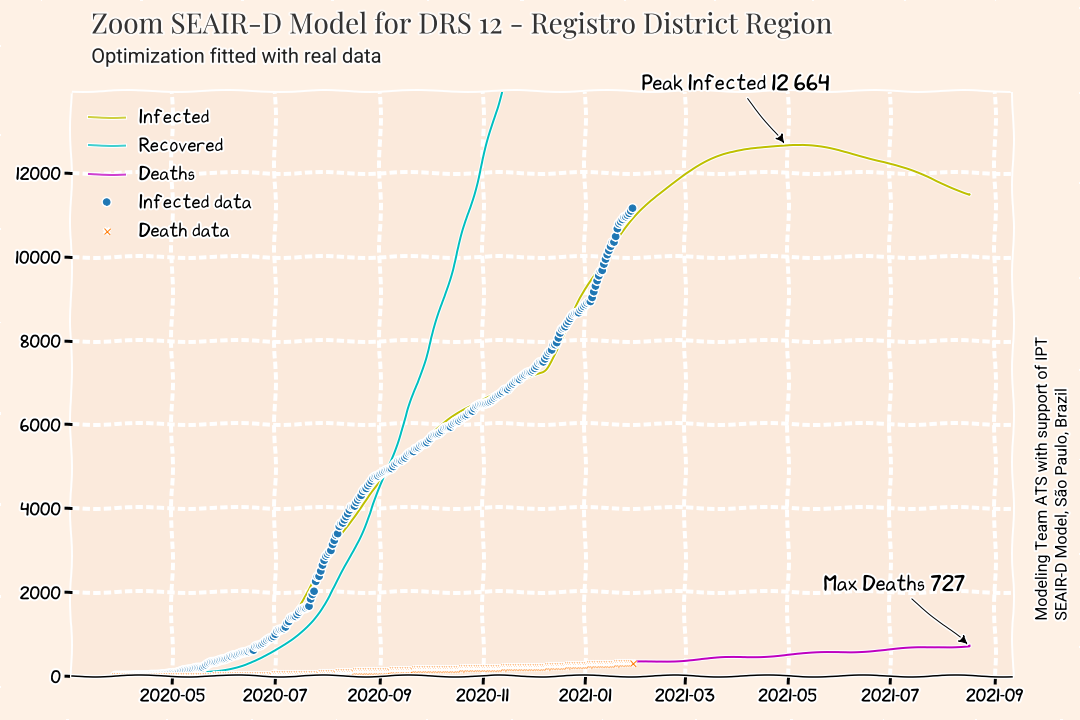 Zoom SEAIR-D Model for DRS 12 - Registro District Region
Optimization fitted with real data
Peak Infected 12 664
Infected
Recovered
Deaths
Infected data
Death data
12000
10000
8000
6000
4000
2000
0
Max Deaths 727
2020-05 2020-07 2020-09 2020-11 2021-01 2021-03 2021-05 2021-07 2021-09
Modeling Team ATS with support of IPT
SEAIR-D Model, São Paulo, Brazil